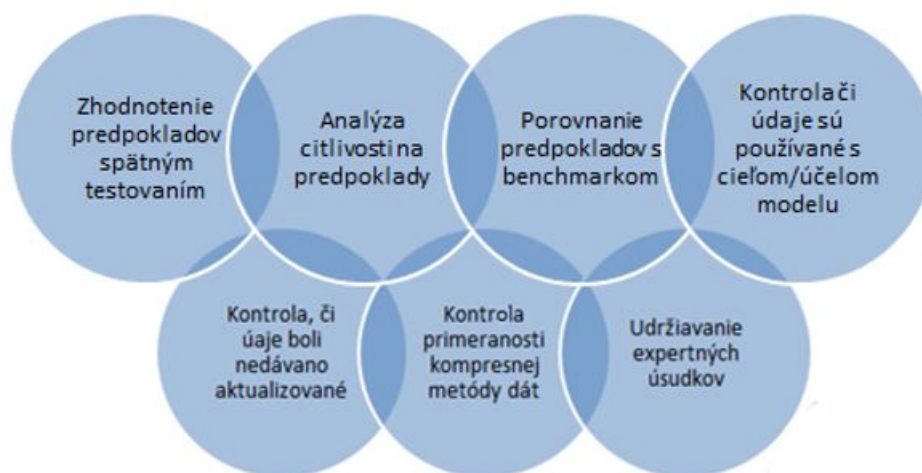 Zhodnotenie
predpokladov
spätným
testovaním
Analýza
citlivosti na
predpoklady
Porovnanie
predpokladov s
benchmarkom
Kontrola či
údaje sú
používané s
cieľom/účelom
modelu
Kontrola, či
úaje boli
nedávano
aktualizované
Kontrola
primeranosti
kompresnej
metódy dát
Udržiavanie
expertných
úsudkov